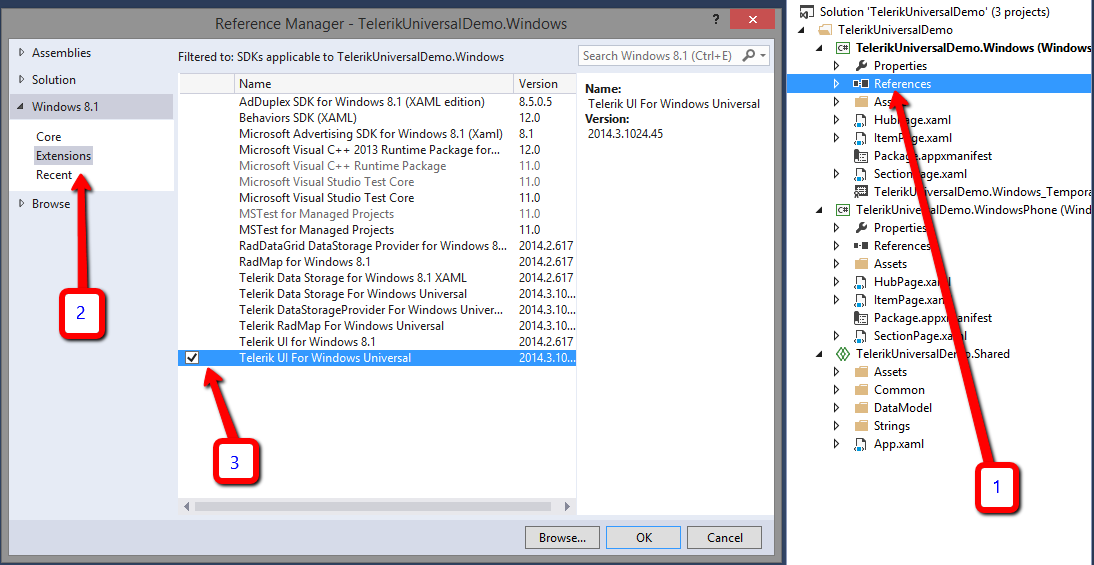 Reference Manager - TelerikUniversalDemo.Windows
?
Assemblies
Solution
Windows 8.1
Core
Extensions
Recent
Browse
2
Filtered to: SDKs applicable to TelerikUniversalDemo.Windows
Search Windows 8.1 (Ctrl+E)
Name Version
AdDuplex SDK for Windows 8.1 (XAML edition) 8.5.0.5
Behaviors SDK (XAML) 12.0
Microsoft Advertising SDK for Windows 8.1 (Xaml) 8.1
Microsoft Visual C++ 2013 Runtime Package for... 12.0
Microsoft Visual C++ Runtime Package 11.0
Microsoft Visual Studio Test Core 11.0
Microsoft Visual Studio Test Core 11.0
MSTest for Managed Projects 11.0
MSTest for Managed Projects 11.0
RadDataGrid DataStorage Provider for Windows 8... 2014.2.617
RadMap for Windows 8.1 2014.2.617
Telerik Data Storage for Windows 8.1 XAML 2014.2.617
Telerik Data Storage For Windows Universal 2014.3.10...
Telerik DataStorageProvider For Windows Univer... 2014.3.10...
Telerik RadMap For Windows Universal 2014.3.10...
Telerik UI for Windows 8.1 2014.2.617
Telerik UI For Windows Universal 2014.3.10...
3
Name:
Telerik UI For Windows Universal
Version:
2014.3.1024.45
Browse... OK Cancel
Solution 'TelerikUniversalDemo' (3 projects)
TelerikUniversalDemo
C# TelerikUniversalDemo.Windows (Windows
Properties
References
Ass
HubPage.xaml
ItemPage.xaml
Package.appxmanifest
SectionPage.xaml
TelerikUniversalDemo.Windows_Tempora
C# TelerikUniversalDemo.WindowsPhone (Wind
Properties
References
Assets
HubPage.xaml
ItemPage.xaml
Package.appxmanifest
SectionPage.xaml
TelerikUniversalDemo.Shared
Assets
Common
DataModel
Strings
App.xaml
1